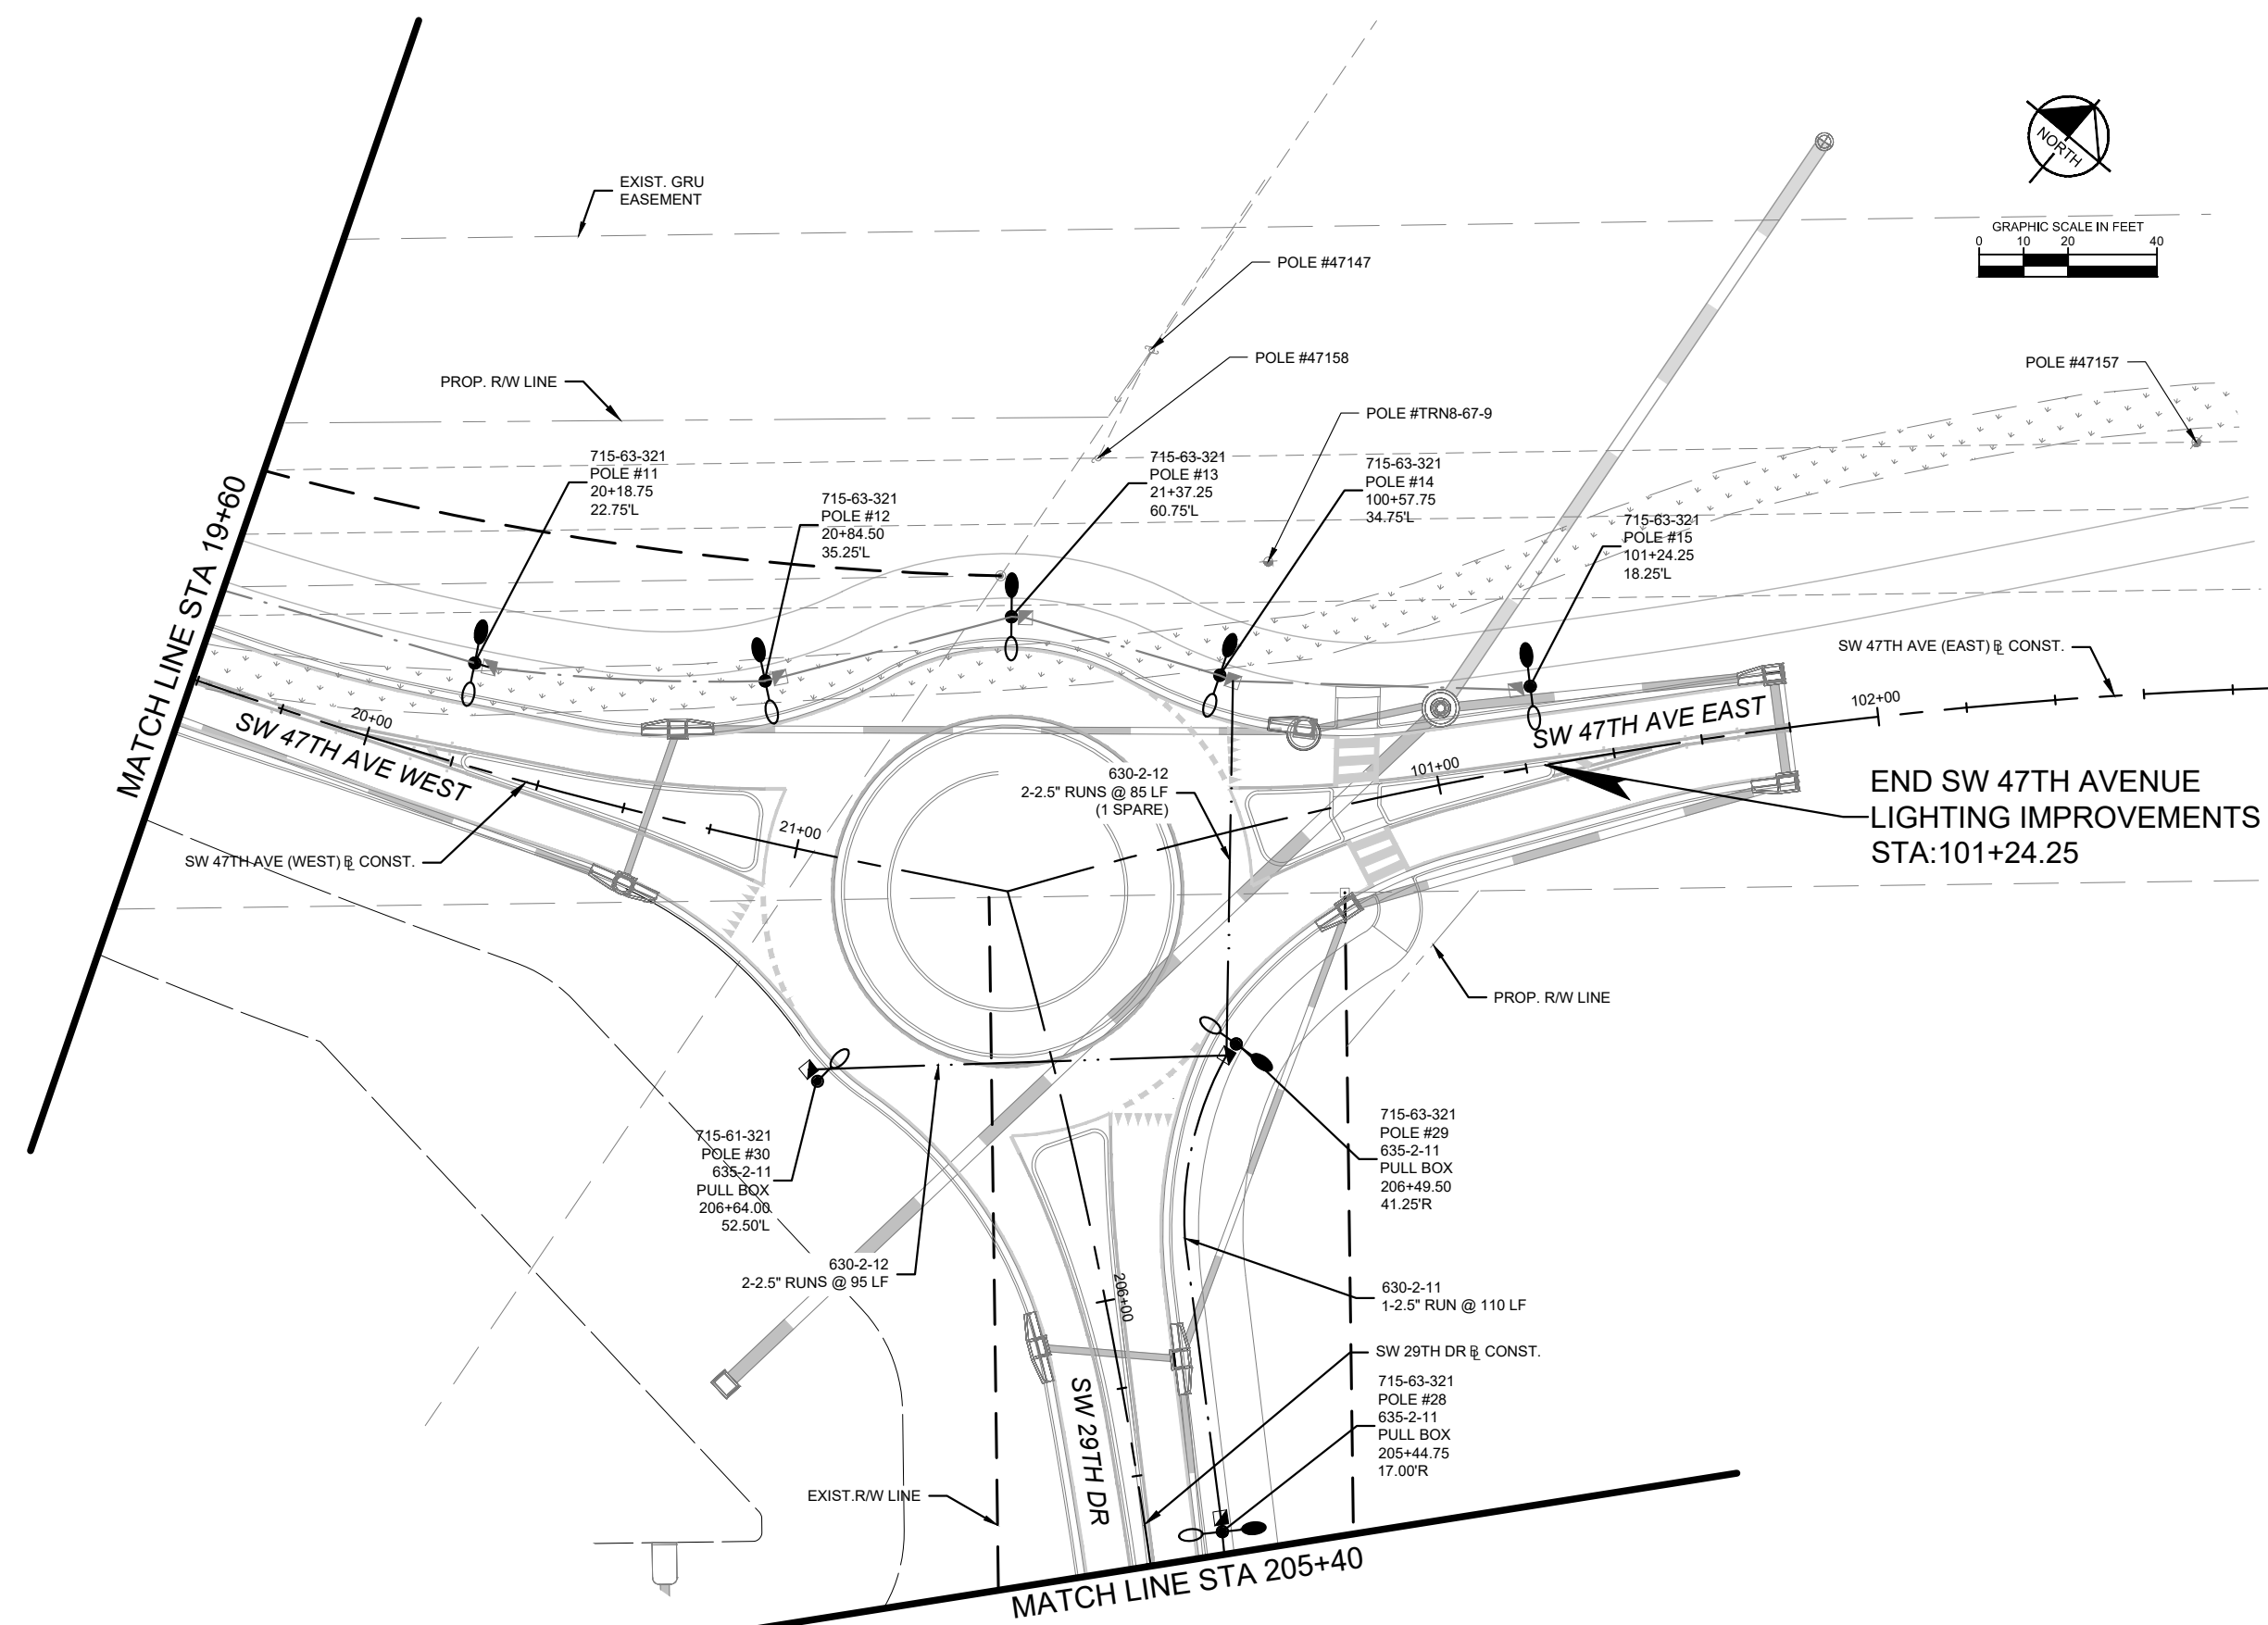 EXIST. GRU
EASEMENT
NORTH
GRAPHIC SCALE IN FEET
0 10 20 40
POLE #47147
POLE #47158
POLE #47157
PROP. R/W LINE
POLE #TRN8-67-9
MATCH LINE STA 19+60
715-63-321
POLE #11
20+18.75
22.75'L
715-63-321
POLE #12
20+84.50
35.25'L
715-63-321
POLE #13
21+37.25
60.75'L
715-63-321
POLE #14
100+57.75
34.75'L
715-63-321
POLE #15
101+24.25
18.25'L
SW 47TH AVE (EAST) ℄ CONST.
20+00
SW 47TH AVE WEST
21+00
SW 47TH AVE (WEST) ℄ CONST.
630-2-12
2-2.5" RUNS @ 85 LF
(1 SPARE)
101+00
SW 47TH AVE EAST
102+00
END SW 47TH AVENUE
LIGHTING IMPROVEMENTS
STA:101+24.25
PROP. R/W LINE
715-61-321
POLE #30
635-2-11
PULL BOX
206+64.00
52.50'L
715-63-321
POLE #29
635-2-11
PULL BOX
206+49.50
41.25'R
630-2-12
2-2.5" RUNS @ 95 LF
206+00
630-2-11
1-2.5" RUN @ 110 LF
SW 29TH DR ℄ CONST.
715-63-321
POLE #28
635-2-11
PULL BOX
205+44.75
17.00'R
SW 29TH DR
EXIST.R/W LINE
MATCH LINE STA 205+40